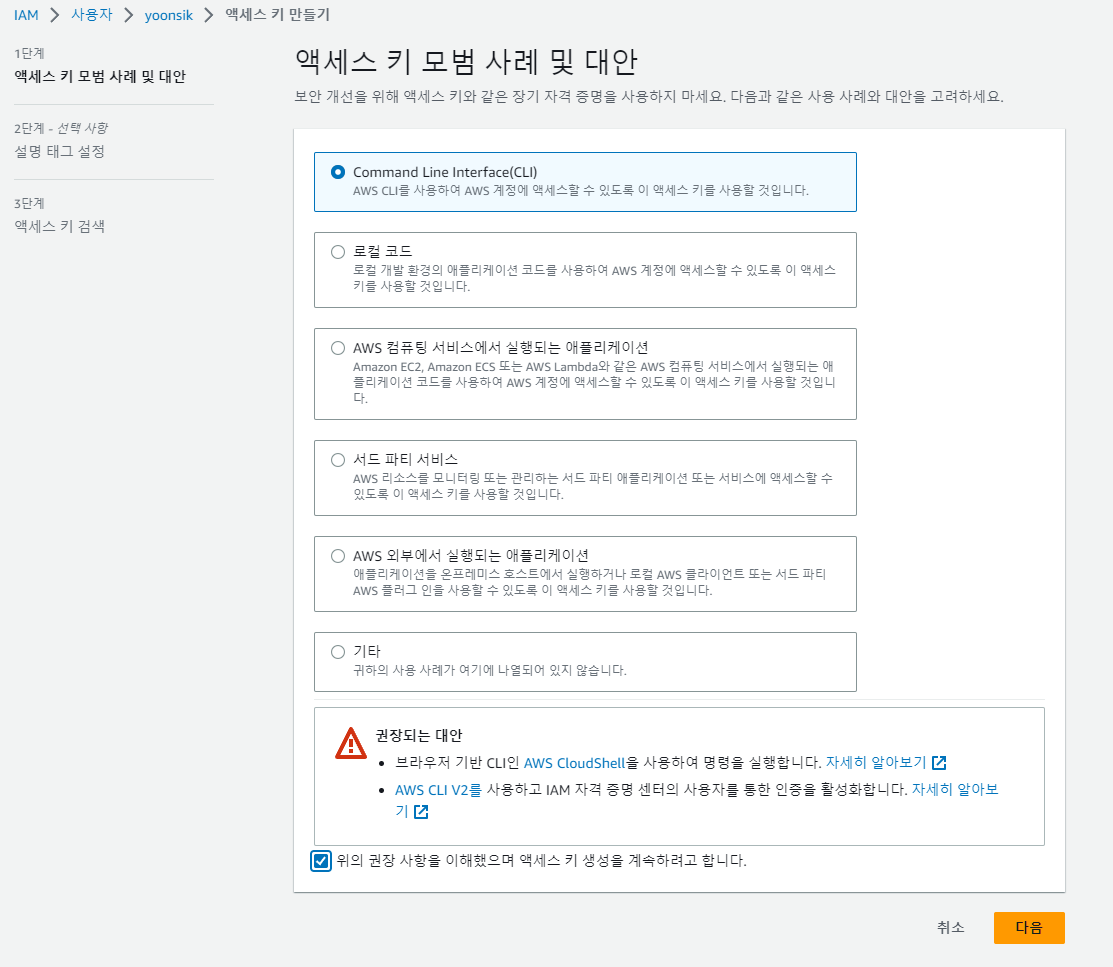 IAM > 사용자 > yoonsik > 액세스 키 만들기
1단계
액세스 키 모범 사례 및 대안
2단계 - 선택 사항
설명 태그 설정
3단계
액세스 키 검색
액세스 키 모범 사례 및 대안
보안 개선을 위해 액세스 키와 같은 장기 자격 증명을 사용하지 마세요. 다음과 같은 사용 사례와 대안을 고려하세요.
Command Line Interface(CLI)
AWS CLI를 사용하여 AWS 계정에 액세스할 수 있도록 이 액세스 키를 사용할 것입니다.
로컬 코드
로컬 개발 환경의 애플리케이션 코드를 사용하여 AWS 계정에 액세스할 수 있도록 이 액세스
키를 사용할 것입니다.
AWS 컴퓨팅 서비스에서 실행되는 애플리케이션
Amazon EC2, Amazon ECS 또는 AWS Lambda와 같은 AWS 컴퓨팅 서비스에서 실행되는 애
플리케이션 코드를 사용하여 AWS 계정에 액세스할 수 있도록 이 액세스 키를 사용할 것입니
다.
서드 파티 서비스
AWS 리소스를 모니터링 또는 관리하는 서드 파티 애플리케이션 또는 서비스에 액세스할 수
있도록 이 액세스 키를 사용할 것입니다.
AWS 외부에서 실행되는 애플리케이션
애플리케이션을 온프레미스 호스트에서 실행하거나 로컬 AWS 클라이언트 또는 서드 파티
AWS 플러그 인을 사용할 수 있도록 이 액세스 키를 사용할 것입니다.
기타
귀하의 사용 사례가 여기에 나열되어 있지 않습니다.
권장되는 대안
• 브라우저 기반 CLI인 AWS CloudShell을 사용하여 명령을 실행합니다. 자세히 알아보기
• AWS CLI V2를 사용하고 IAM 자격 증명 센터의 사용자를 통한 인증을 활성화합니다. 자세히 알아보
기
위의 권장 사항을 이해했으며 액세스 키 생성을 계속하려고 합니다.
취소
다음